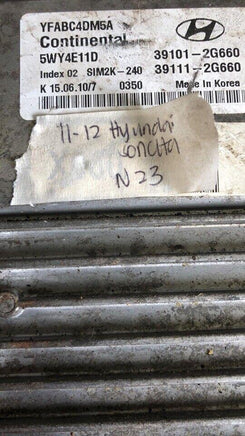 YFABC4DM5A
Continental
5WY4E11D 39101-2G660
Index 02 SIM2K-240 39111-2G660
K 15.06.10/7 0350 Made in Korea
11-12 Hyundai
sonata
N23